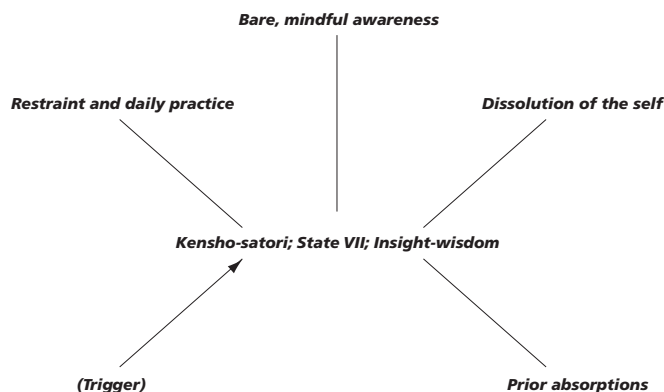 Bare, mindful awareness
Restraint and daily practice
Dissolution of the self
Kensho-satori; State VII; Insight-wisdom
(Trigger)
Prior absorptions